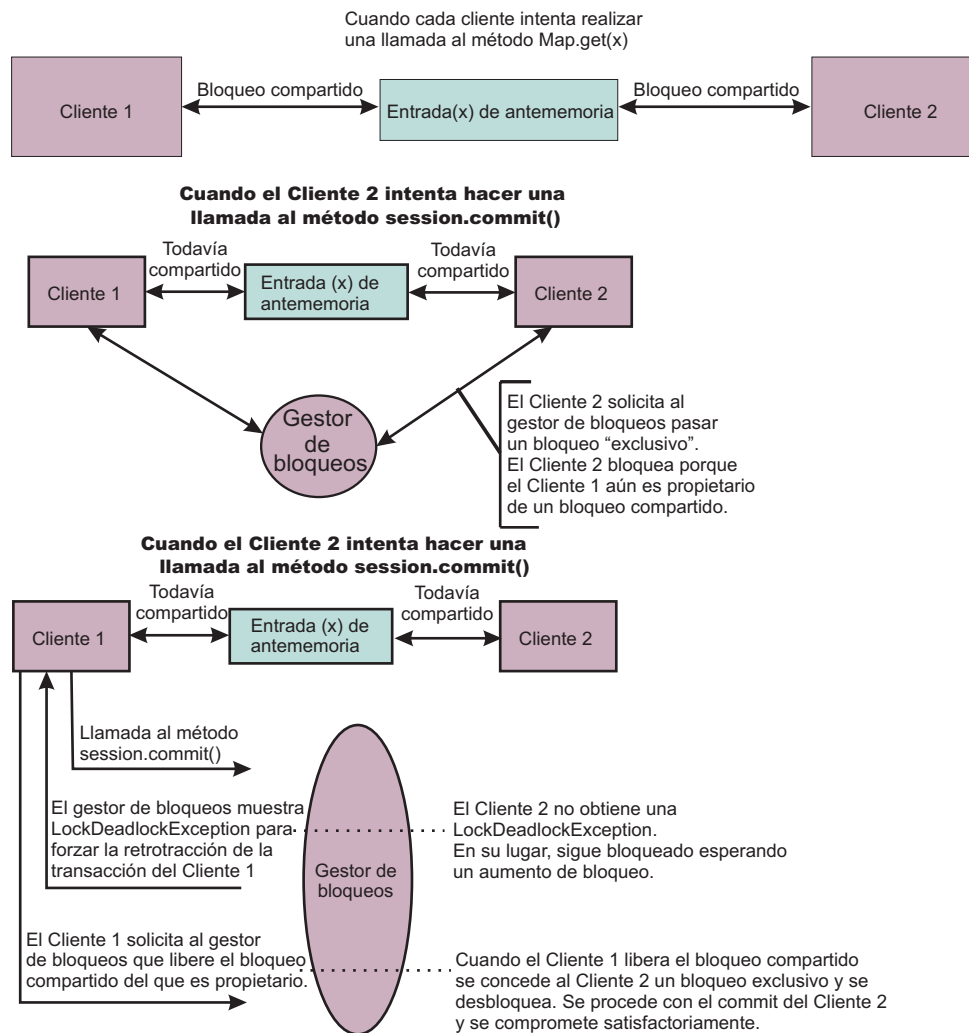 Cuando cada cliente intenta realizar
una llamada al método Map.get(x)
Cliente 1
Bloqueo compartido
Entrada(x) de antememoria
Bloqueo compartido
Cliente 2
Cuando el Cliente 2 intenta hacer una
llamada al método session.commit()
Cliente 1
Todavía
compartido
Entrada (x) de
antememoria
Todavía
compartido
Cliente 2
Gestor
de
bloqueos
El Cliente 2 solicita al
gestor de bloqueos pasar
un bloqueo “exclusivo”.
El Cliente 2 bloquea porque
el Cliente 1 aún es propietario
de un bloqueo compartido.
Cuando el Cliente 2 intenta hacer una
llamada al método session.commit()
Cliente 1
Todavía
compartido
Entrada (x) de
antememoria
Todavía
compartido
Cliente 2
Llamada al método
session.commit()
El gestor de bloqueos muestra
LockDeadlockException para
forzar la retrotracción de la
transacción del Cliente 1
Gestor de
bloqueos
El Cliente 2 no obtiene una
LockDeadlockException.
En su lugar, sigue bloqueado esperando
un aumento de bloqueo.
El Cliente 1 solicita al gestor
de bloqueos que libere el bloqueo
compartido del que es propietario.
Cuando el Cliente 1 libera el bloqueo compartido
se concede al Cliente 2 un bloqueo exclusivo y se
desbloquea. Se procede con el commit del Cliente 2
y se compromete satisfactoriamente.